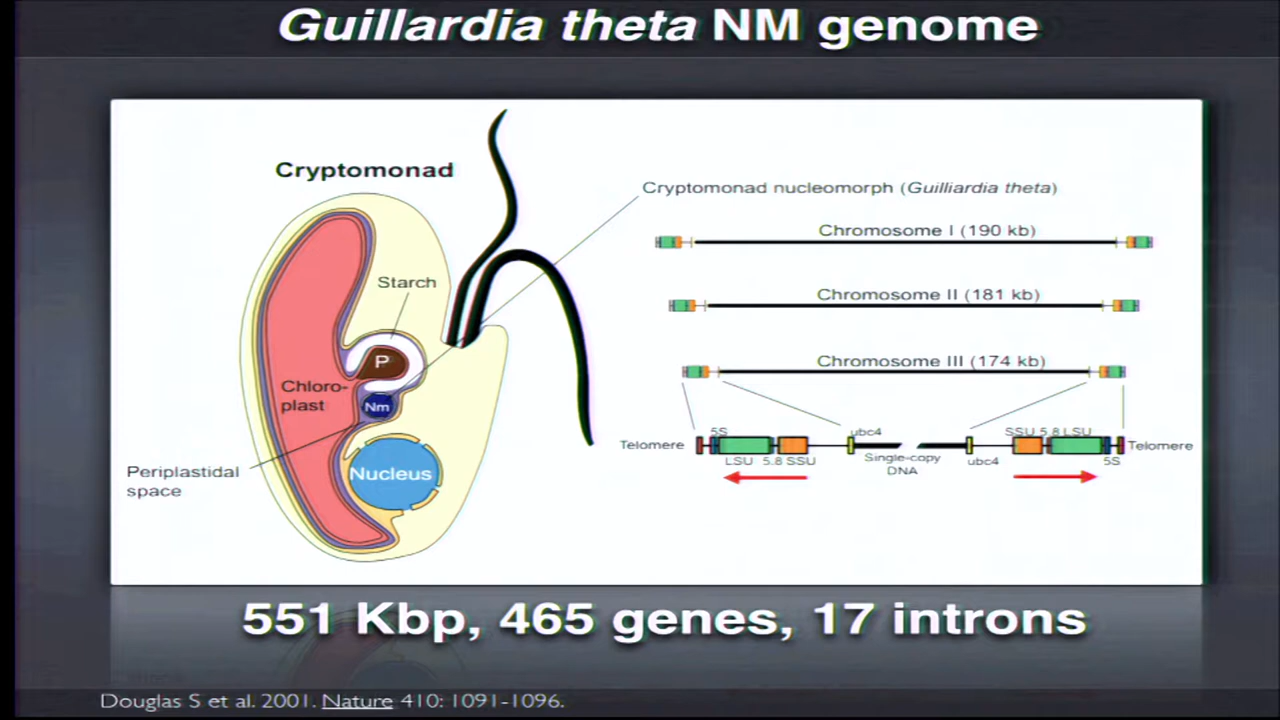 Guillardia theta NM genome
Cryptomonad
Cryptomonad nucleomorph (Guilliardia theta)
Chromosome I (190 kb)
Starch
Chromosome II (181 kb)
P
Chromosome III (174 kb)
Chloro-
plast
Nm
5S
ubc4
SSU 5.8 LSU
Telomere
Telomere
LSU 5.8 SSU
Single-copy
DNA
ubc4
5S
Periplastidal
space
Nucleus
551 Kbp, 465 genes, 17 introns
Douglas S et al. 2001. Nature 410: 1091-1096.